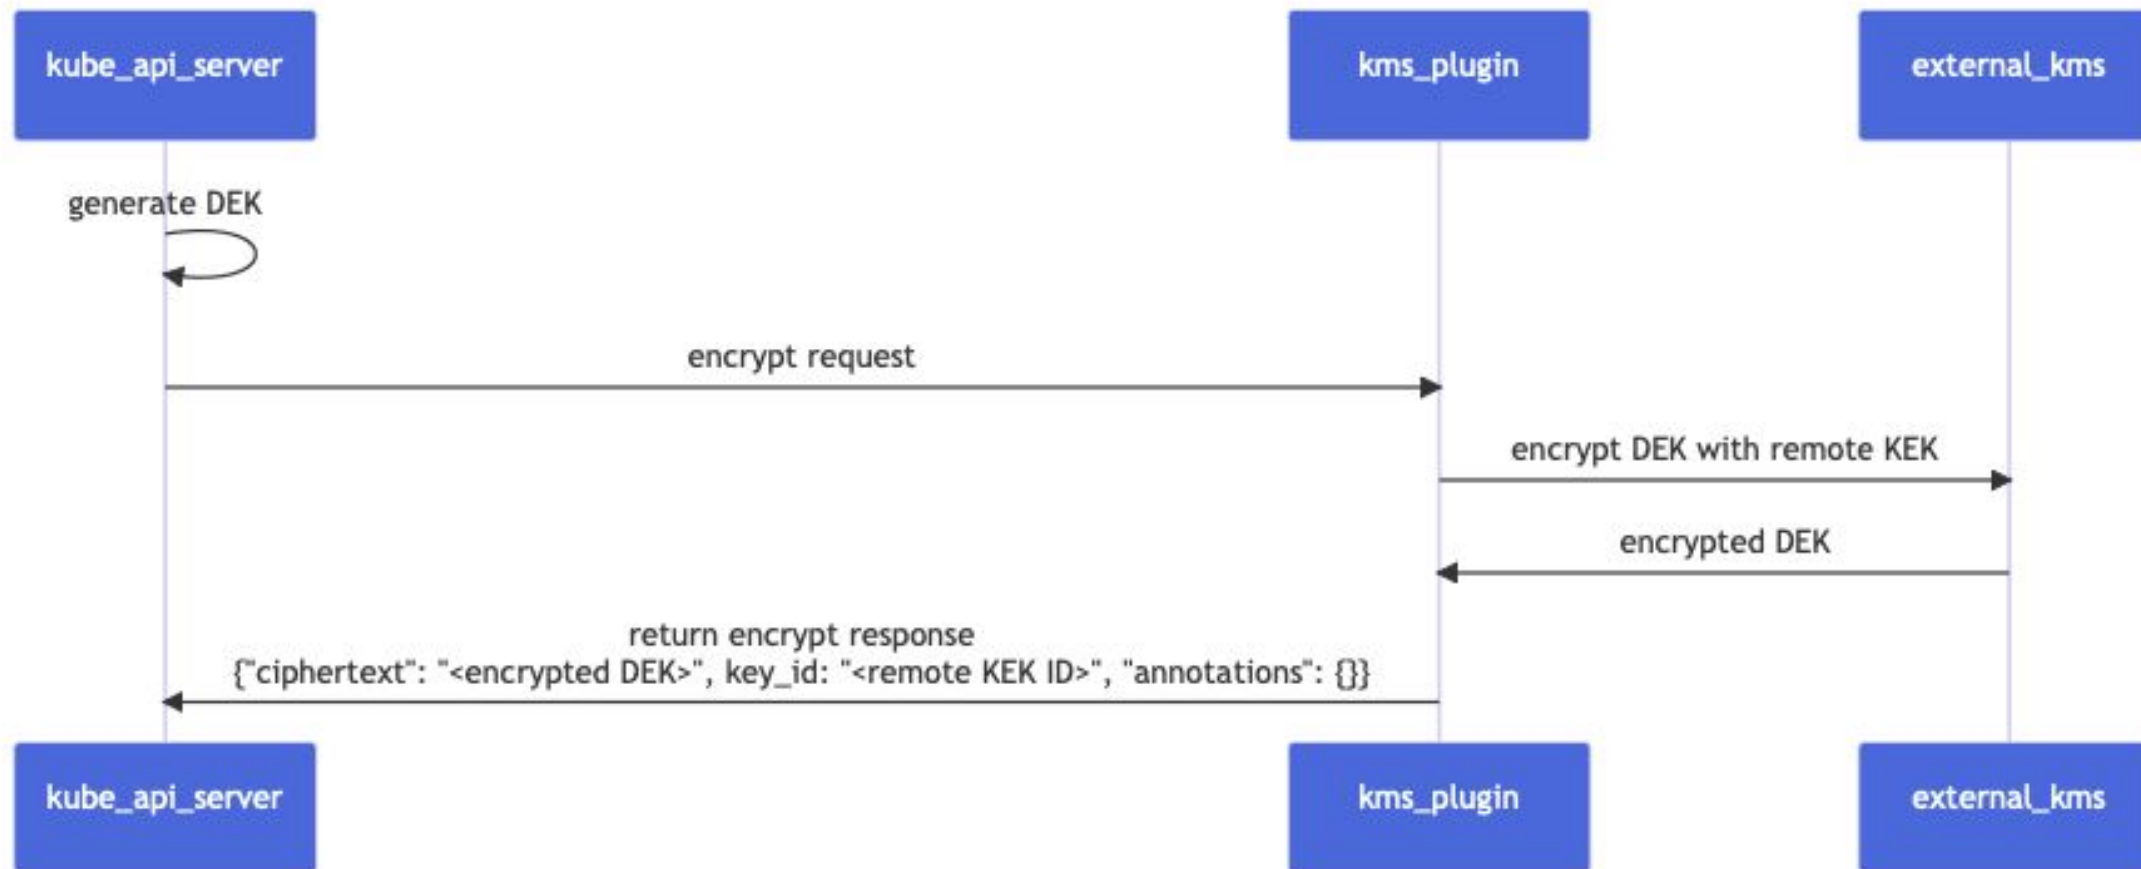 kube_api_server
kms_plugin
external_kms
generate DEK
encrypt request
encrypt DEK with remote KEK
encrypted DEK
return encrypt response
{"ciphertext": "<encrypted DEK>", key_id: "<remote KEK ID>", "annotations": {}}
kube_api_server
kms_plugin
external_kms